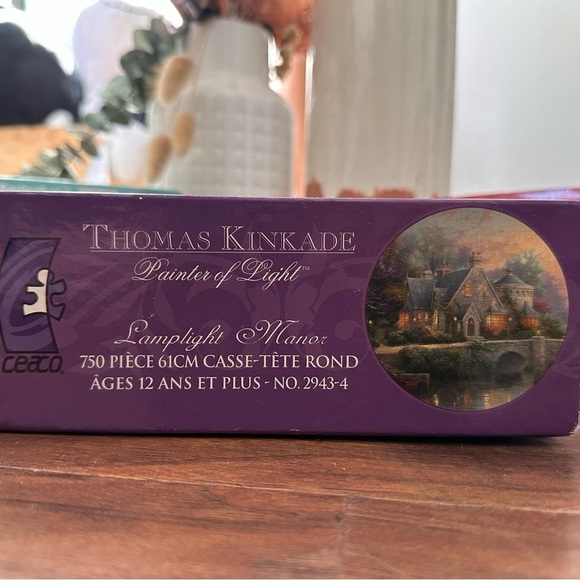 THOMAS KINKADE
Painter of Light™
Lamplight Manor
750 PIÈCE 61CM CASSE-TÊTE ROND
ÂGES 12 ANS ET PLUS - NO. 2943-4
ceaco